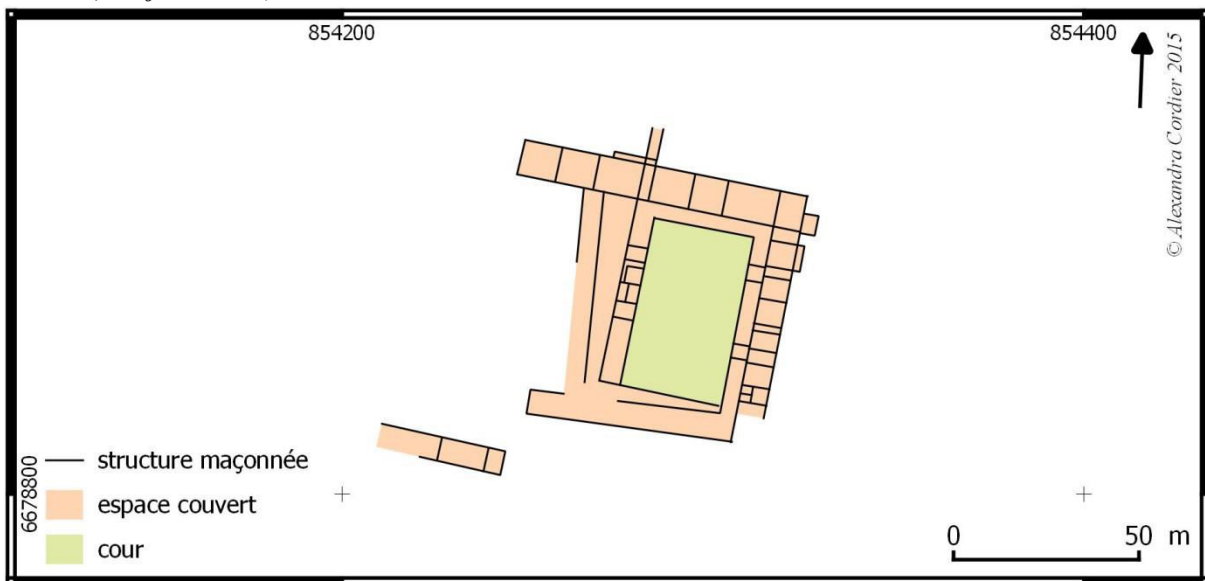 854200
854400
© Alexandra Cordier 2015
structure maçonnée
espace couvert
cour
6678800
0 50 m